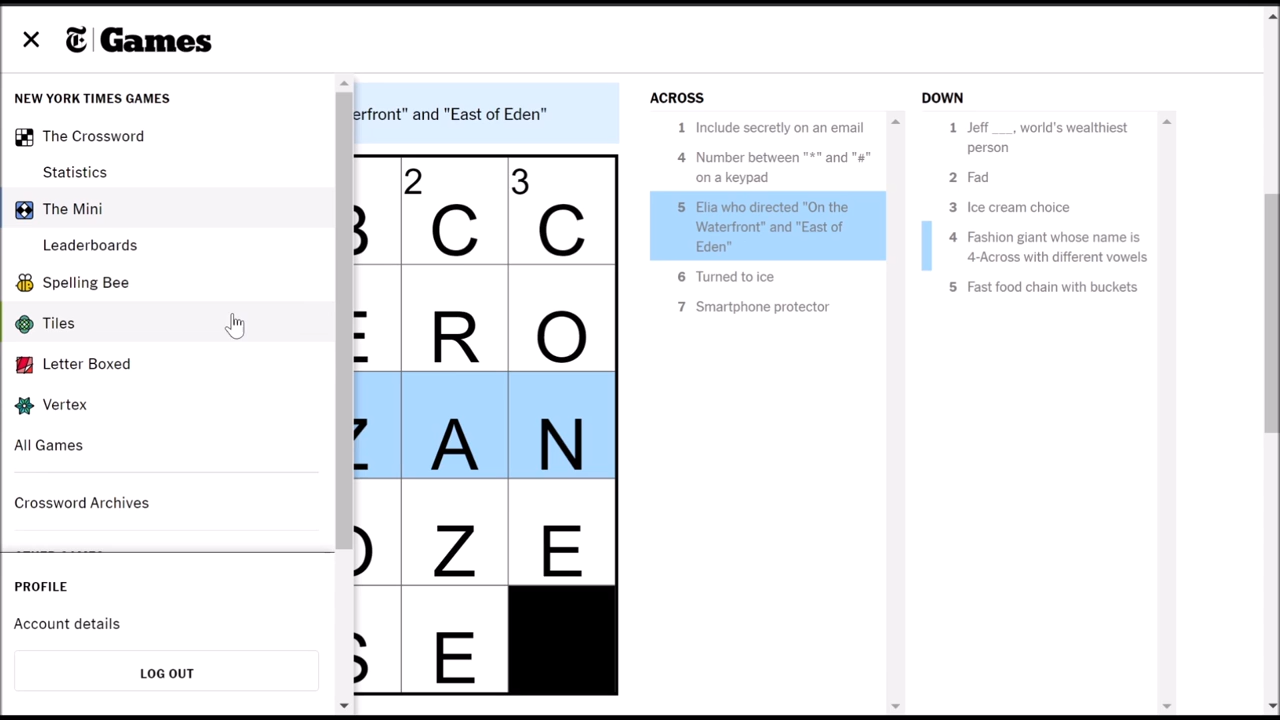 Games
NEW YORK TIMES GAMES
The Crossword
Statistics
The Mini
Leaderboards
Spelling Bee
Tiles
Letter Boxed
Vertex
All Games
Crossword Archives
PROFILE
Account details
LOG OUT
erfront" and "East of Eden"
2 3
C C
E R O
Z A N
O Z E
S E
ACROSS
1 Include secretly on an email
4 Number between "*" and "#"
on a keypad
5 Elia who directed "On the
Waterfront" and "East of
Eden"
6 Turned to ice
7 Smartphone protector
DOWN
1 Jeff ___, world's wealthiest
person
2 Fad
3 Ice cream choice
4 Fashion giant whose name is
4-Across with different vowels
5 Fast food chain with buckets